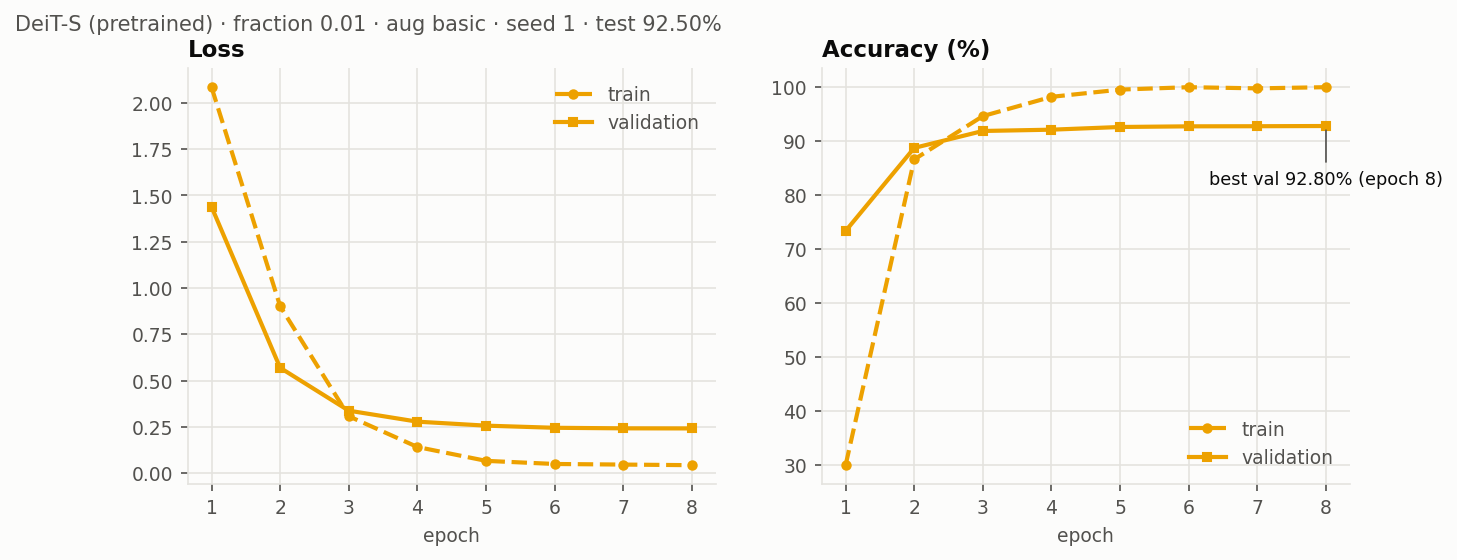 DeiT-S (pretrained) · fraction 0.01 · aug basic · seed 1 · test 92.50%
Loss
2.00
1.75
1.50
1.25
1.00
0.75
0.50
0.25
0.00
1 2 3 4 5 6 7 8
epoch
train
validation
Accuracy (%)
100
90
80
70
60
50
40
30
1 2 3 4 5 6 7 8
epoch
best val 92.80% (epoch 8)
train
validation